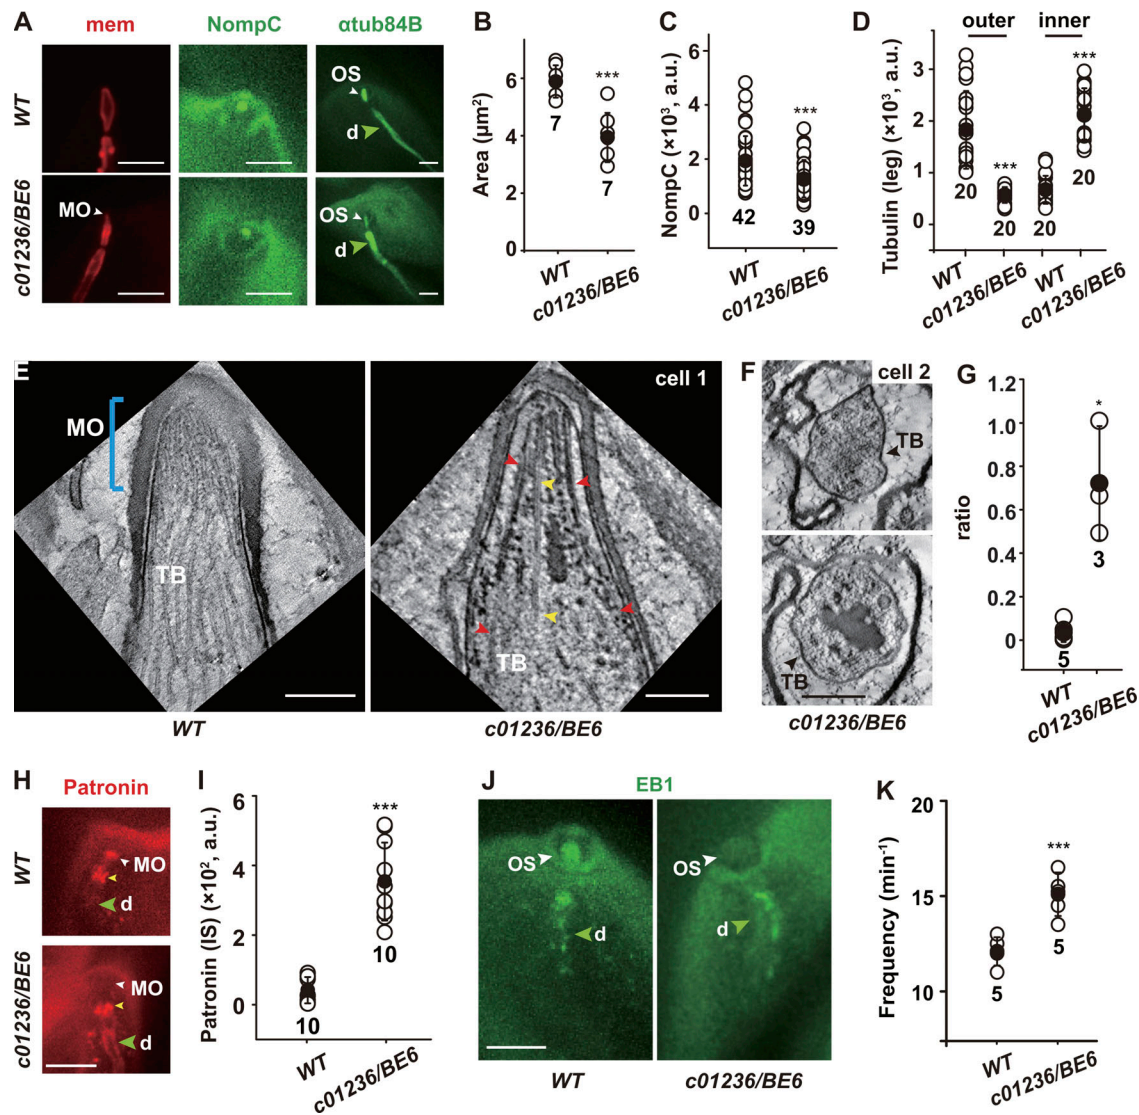 A
mem
NompC
αtub84B
WT
OS
d
c01236/BE6
MO
OS
d
B
Area (μm²)
6
4
2
0
7
7
***
WT
c01236/BE6
C
NompC (×10³, a.u.)
6
4
2
0
42
39
***
WT
c01236/BE6
D
outer inner
Tubulin (leg) (×10³, a.u.)
3
2
1
0
20
***
20
20
***
20
WT
c01236/BE6
WT
c01236/BE6
E
MO
TB
WT
cell 1
TB
c01236/BE6
F
cell 2
TB
TB
c01236/BE6
G
ratio
1.2
1.0
0.8
0.6
0.4
0.2
0
5
*
3
WT
c01236/BE6
H
Patronin
WT
MO
d
c01236/BE6
MO
d
I
Patronin (IS) (×10², a.u.)
6
4
2
0
10
***
10
WT
c01236/BE6
J
EB1
OS
d
WT
OS
d
c01236/BE6
K
Frequency (min⁻¹)
20
15
10
5
***
5
WT
c01236/BE6